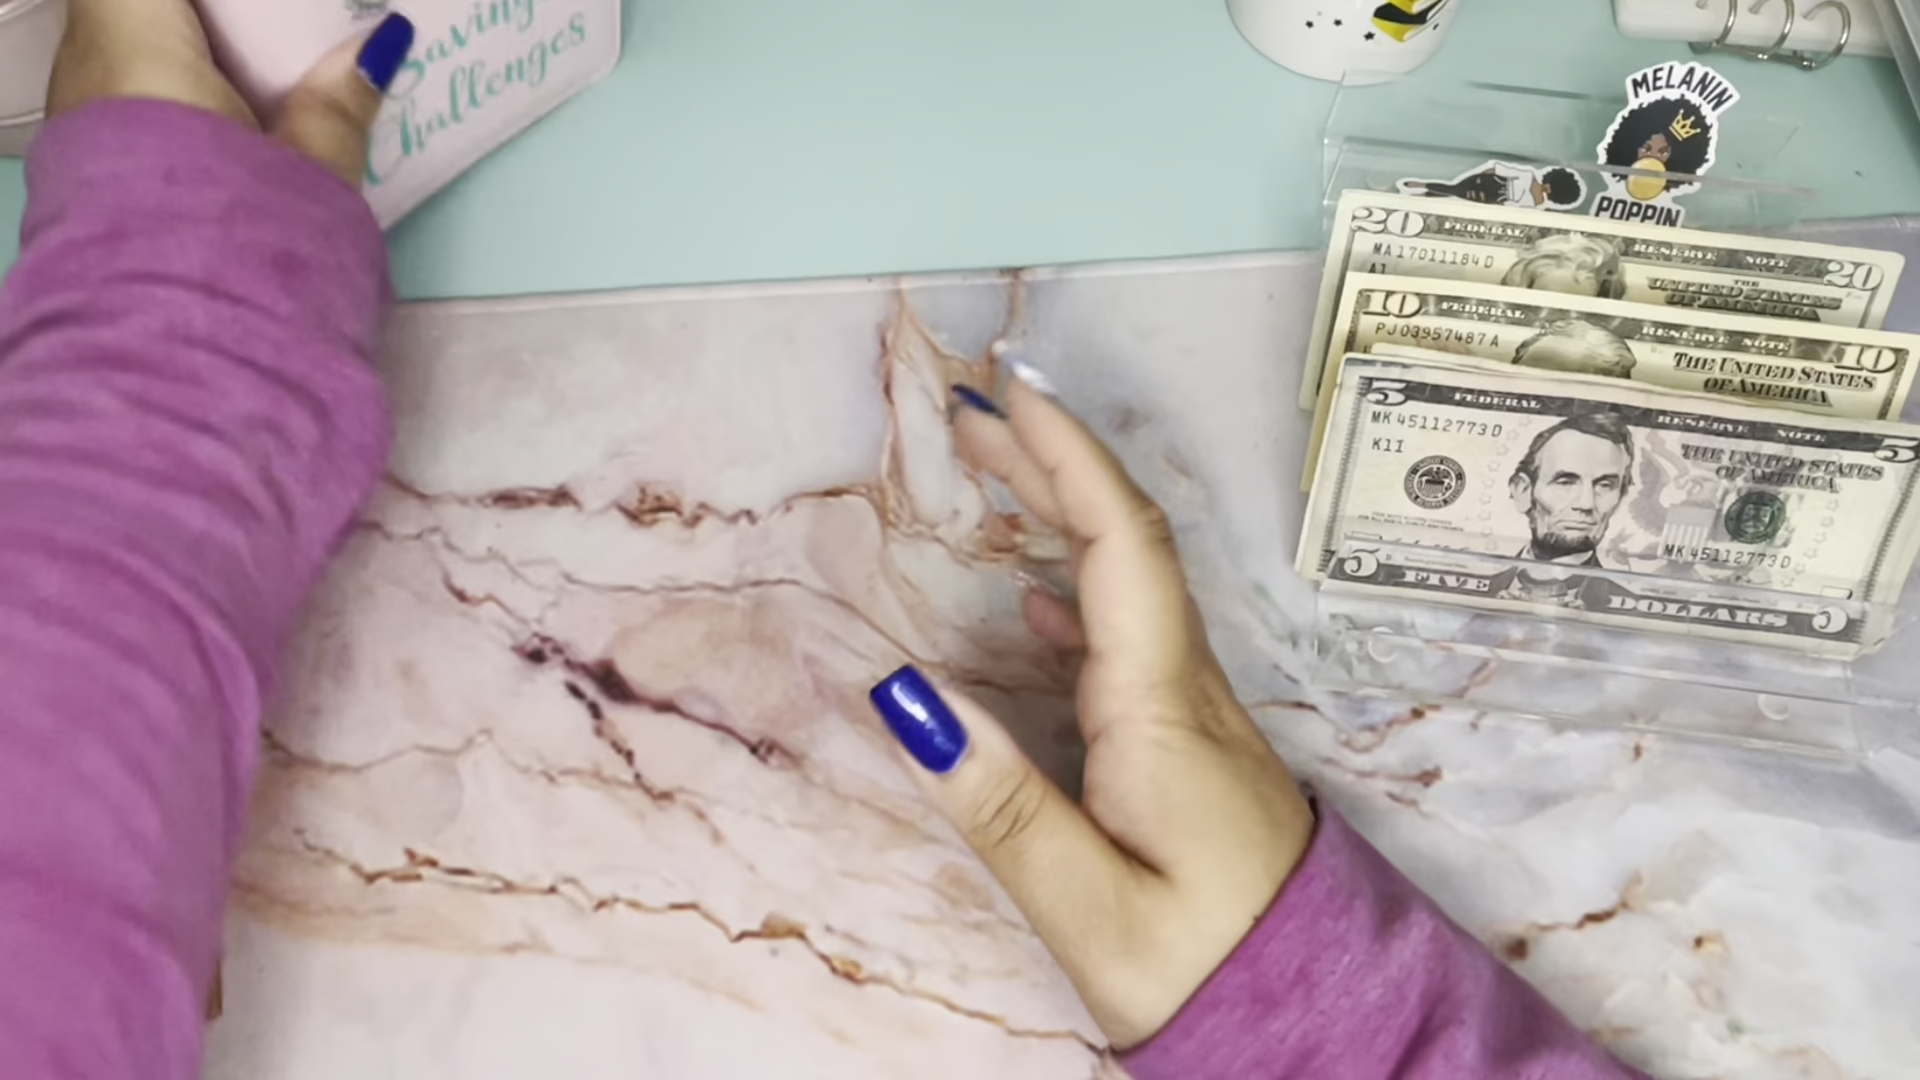 Savings
Challenges
MELANIN
POPPIN
20 FEDERAL RESERVE NOTE
MA 17011184 D
A1
THE
UNITED STATES
OF AMERICA
20
10 FEDERAL RESERVE NOTE
PJ 03957487 A
THE UNITED STATES
OF AMERICA
10
5 FEDERAL RESERVE NOTE 5
MK 45112773 D
K11
THE UNITED STATES
OF AMERICA
MK 45112773 D
5 FIVE DOLLARS 5